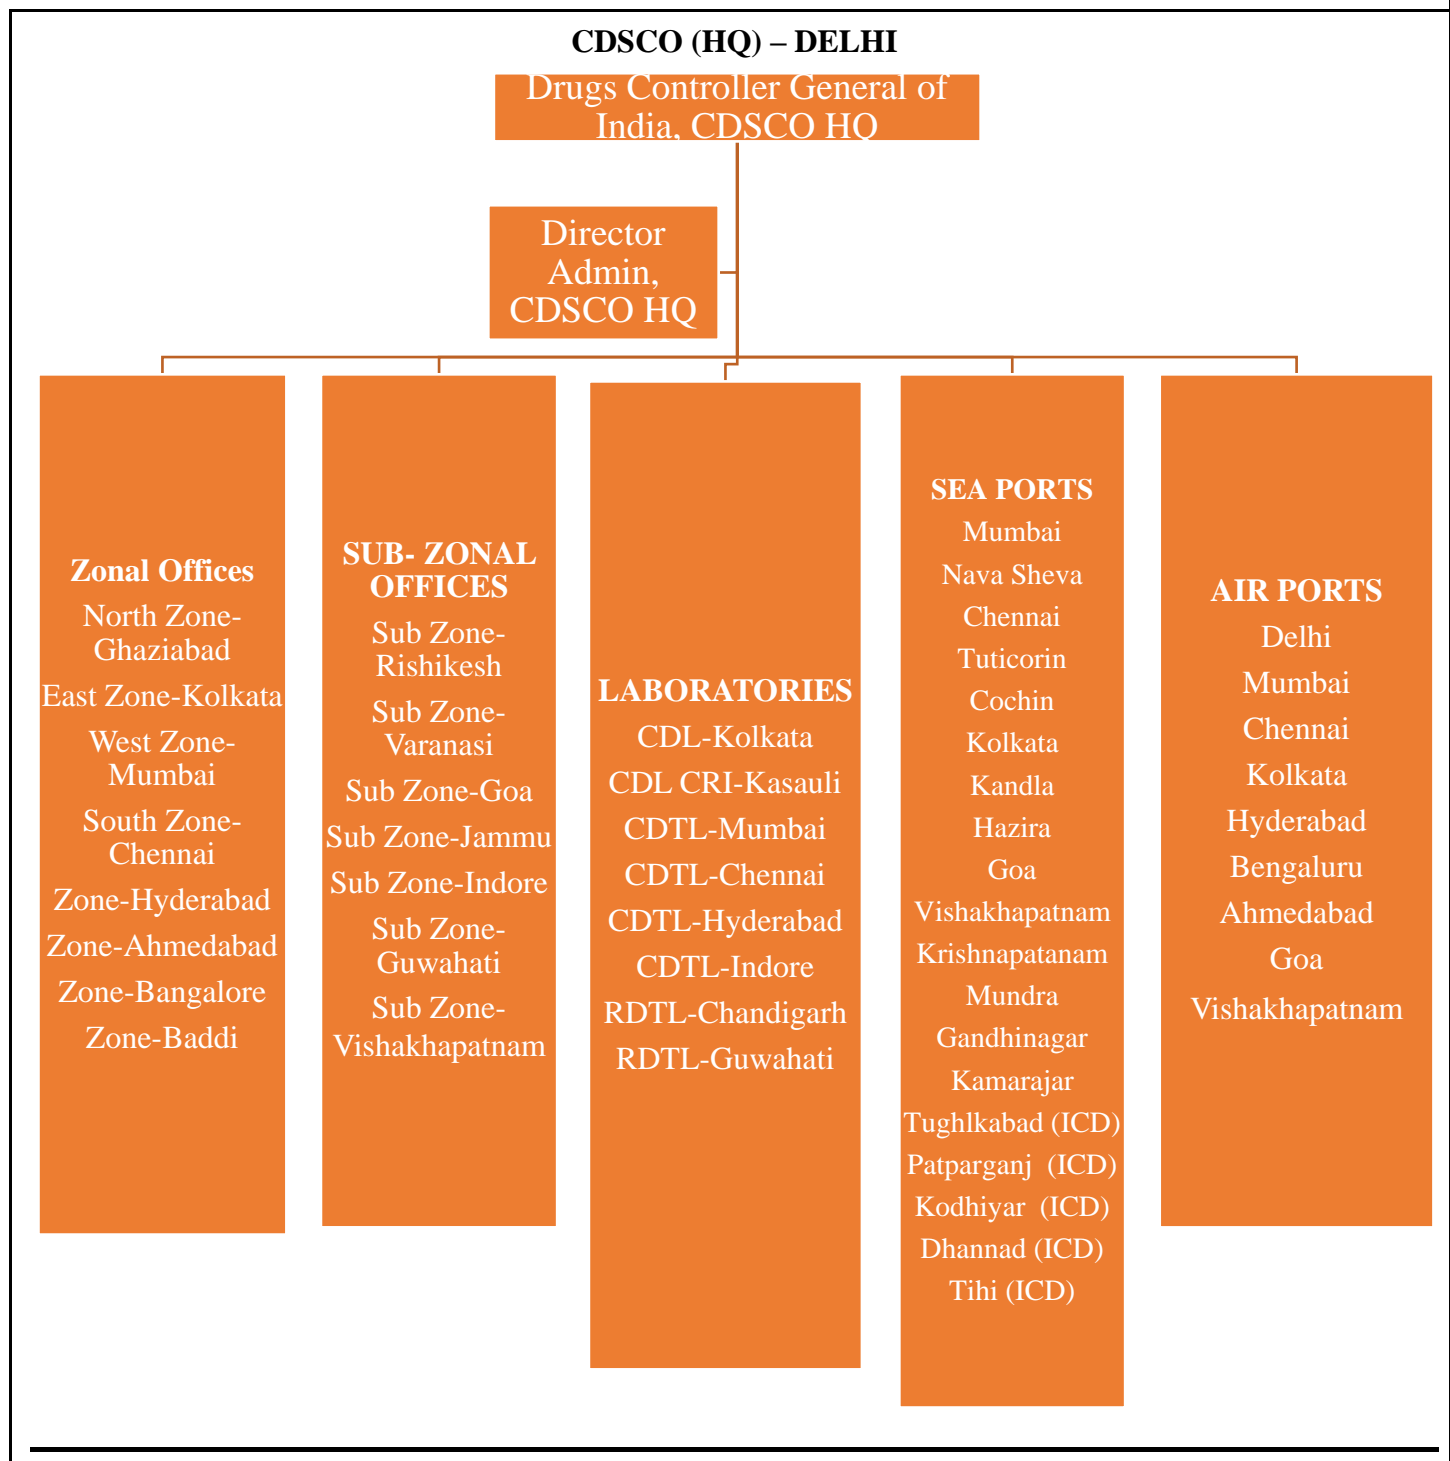 CDSCO (HQ) – DELHI
Drugs Controller General of
India, CDSCO HQ
Director
Admin,
CDSCO HQ
Zonal Offices
North Zone-
Ghaziabad
East Zone-Kolkata
West Zone-
Mumbai
South Zone-
Chennai
Zone-Hyderabad
Zone-Ahmedabad
Zone-Bangalore
Zone-Baddi
SUB- ZONAL
OFFICES
Sub Zone-
Rishikesh
Sub Zone-
Varanasi
Sub Zone-Goa
Sub Zone-Jammu
Sub Zone-Indore
Sub Zone-
Guwahati
Sub Zone-
Vishakhapatnam
LABORATORIES
CDL-Kolkata
CDL CRI-Kasauli
CDTL-Mumbai
CDTL-Chennai
CDTL-Hyderabad
CDTL-Indore
RDTL-Chandigarh
RDTL-Guwahati
SEA PORTS
Mumbai
Nava Sheva
Chennai
Tuticorin
Cochin
Kolkata
Kandla
Hazira
Goa
Vishakhapatnam
Krishnapatanam
Mundra
Gandhinagar
Kamarajar
Tughlkabad (ICD)
Patparganj (ICD)
Kodhiyar (ICD)
Dhannad (ICD)
Tihi (ICD)
AIR PORTS
Delhi
Mumbai
Chennai
Kolkata
Hyderabad
Bengaluru
Ahmedabad
Goa
Vishakhapatnam